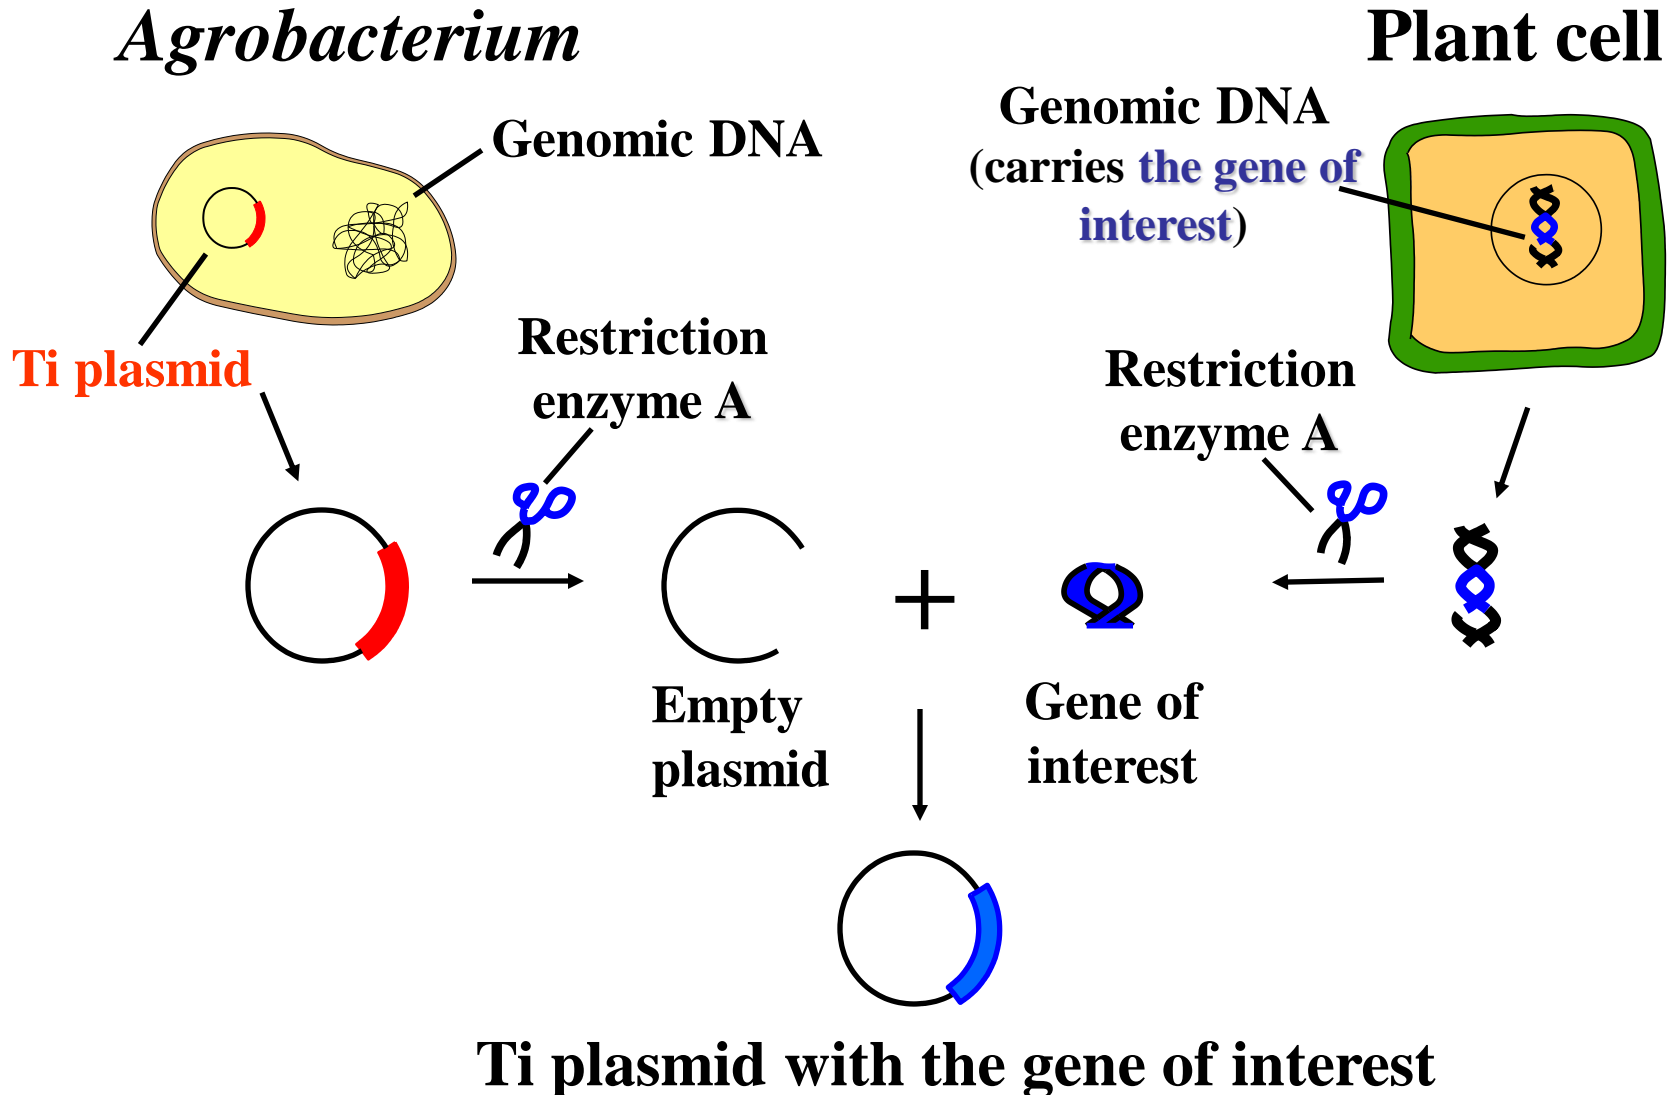 Agrobacterium
Plant cell
Genomic DNA
Genomic DNA
(carries the gene of
interest)
Ti plasmid
Restriction
enzyme A
Restriction
enzyme A
Empty
plasmid
Gene of
interest
Ti plasmid with the gene of interest